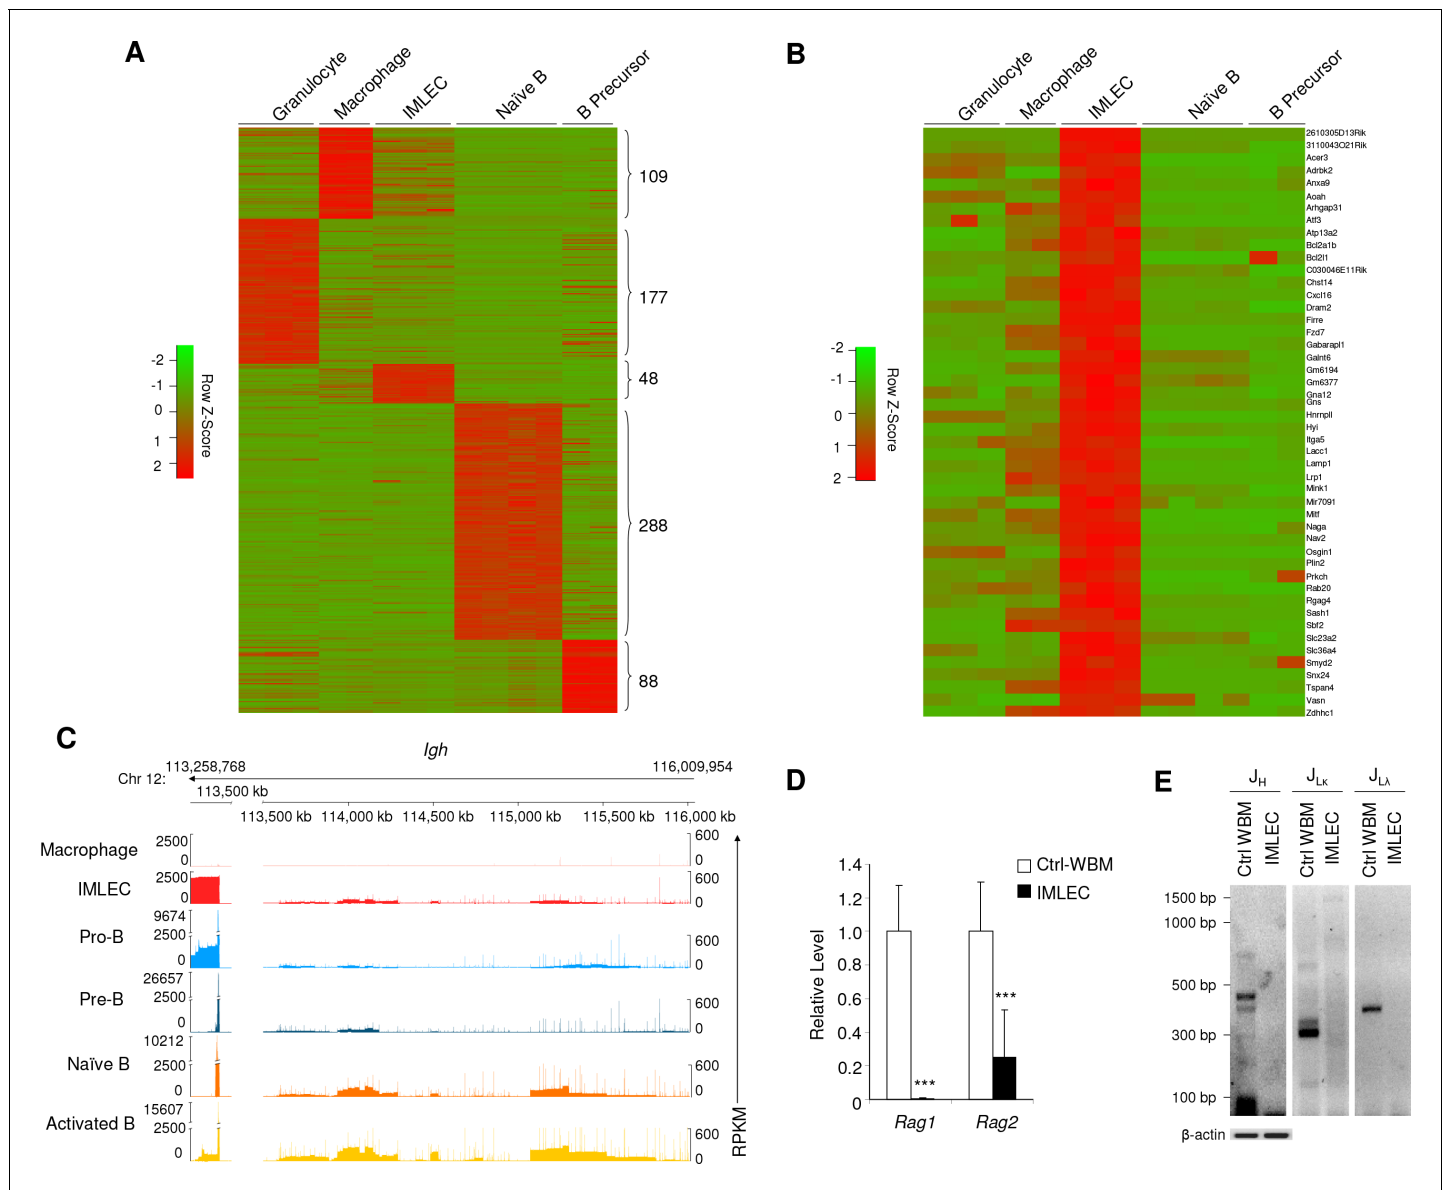 A
Granulocyte
Macrophage
IMLEC
Naïve B
B Precursor
109
177
48
288
88
-2
-1
0
1
2
Row Z-Score
B
Granulocyte
Macrophage
IMLEC
Naïve B
B Precursor
2610305D13Rik
3110043O21Rik
Acer3
Adrbk2
Anxa9
Aoah
Arhgap31
Atf3
Atp13a2
Bcl2a1b
Bcl2l1
C030046E11Rik
Chst14
Cxcl16
Dram2
Firre
Fzd7
Gabarapl1
Galnt6
Gm6194
Gm6377
Gna12
Gns
Hnrnpll
Hyi
Itga5
Lacc1
Lamp1
Lrp1
Mink1
Mir7091
Mitf
Naga
Nav2
Osgin1
Plin2
Prkch
Rab20
Rgag4
Sash1
Sbf2
Slc23a2
Slc36a4
Smyd2
Snx24
Tspan4
Vasn
Zdhhc1
-2
-1
0
1
2
Row Z-Score
C
Igh
113,258,768
116,009,954
Chr 12:
113,500 kb
113,500 kb 114,000 kb 114,500 kb 115,000 kb 115,500 kb 116,000 kb
Macrophage
2500
0
600
0
IMLEC
2500
0
600
0
Pro-B
9674
2500
0
600
0
Pre-B
26657
2500
0
600
0
Naïve B
10212
2500
0
600
0
Activated B
15607
2500
0
600
0
RPKM
D
Ctrl-WBM
IMLEC
1.4
1.2
1.0
0.8
0.6
0.4
0.2
0
Relative Level
***
***
Rag1
Rag2
E
JH
JLκ
JLλ
Ctrl WBM
IMLEC
Ctrl WBM
IMLEC
Ctrl WBM
IMLEC
1500 bp
1000 bp
500 bp
300 bp
100 bp
β-actin